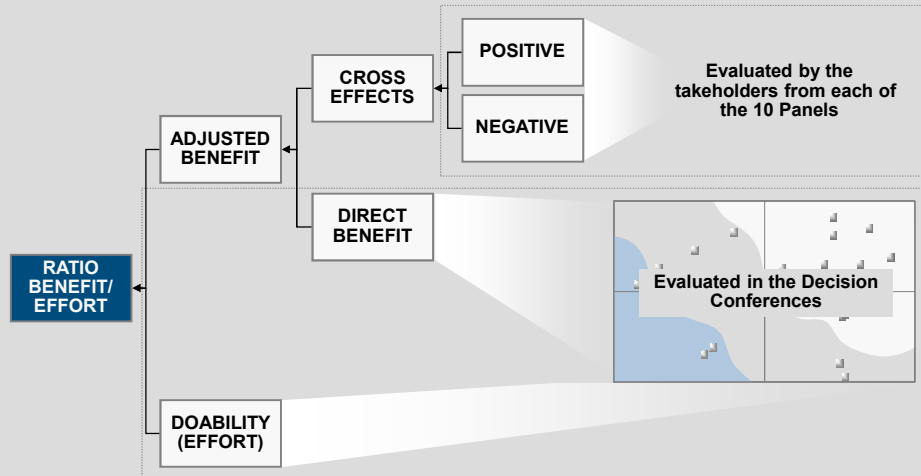 POSITIVE
CROSS
EFFECTS
Evaluated by the
takeholders from each of
the 10 Panels
NEGATIVE
ADJUSTED
BENEFIT
DIRECT
BENEFIT
RATIO
BENEFIT/
EFFORT
Evaluated in the Decision
Conferences
DOABILITY
(EFFORT)